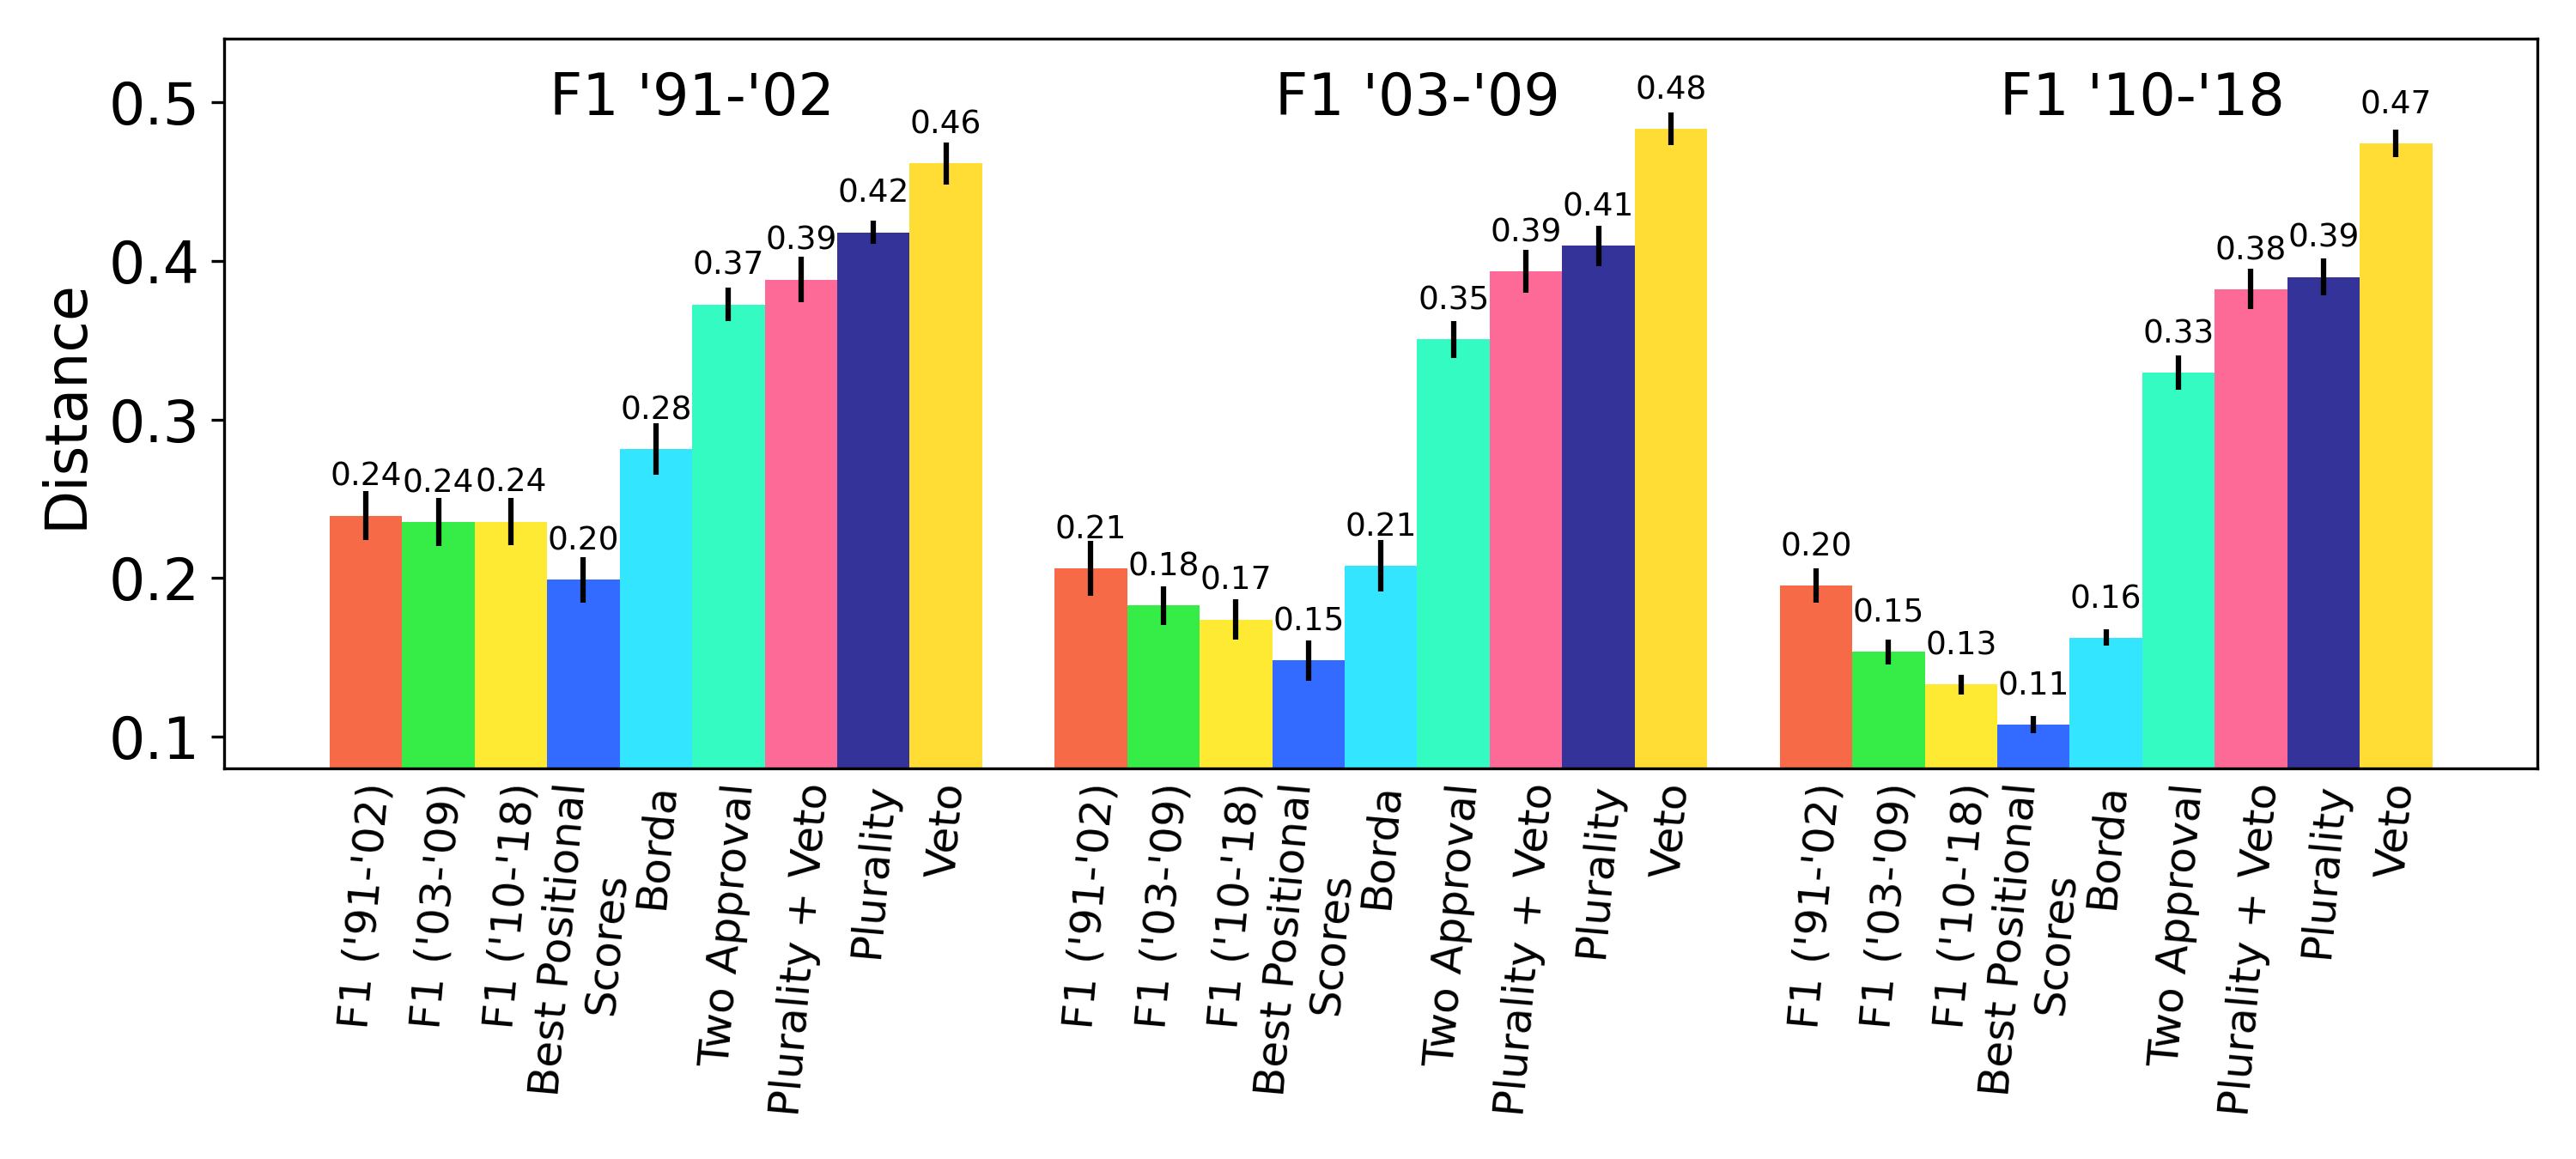 F1 '91-'02
F1 '03-'09
F1 '10-'18
Distance
0.5
0.4
0.3
0.2
0.1
0.24
0.24
0.24
0.20
0.28
0.37
0.39
0.42
0.46
0.21
0.18
0.17
0.15
0.21
0.35
0.39
0.41
0.48
0.20
0.15
0.13
0.11
0.16
0.33
0.38
0.39
0.47
F1 ('91-'02)
F1 ('03-'09)
F1 ('10-'18)
Best Positional
Scores
Borda
Two Approval
Plurality + Veto
Plurality
Veto
F1 ('91-'02)
F1 ('03-'09)
F1 ('10-'18)
Best Positional
Scores
Borda
Two Approval
Plurality + Veto
Plurality
Veto
F1 ('91-'02)
F1 ('03-'09)
F1 ('10-'18)
Best Positional
Scores
Borda
Two Approval
Plurality + Veto
Plurality
Veto